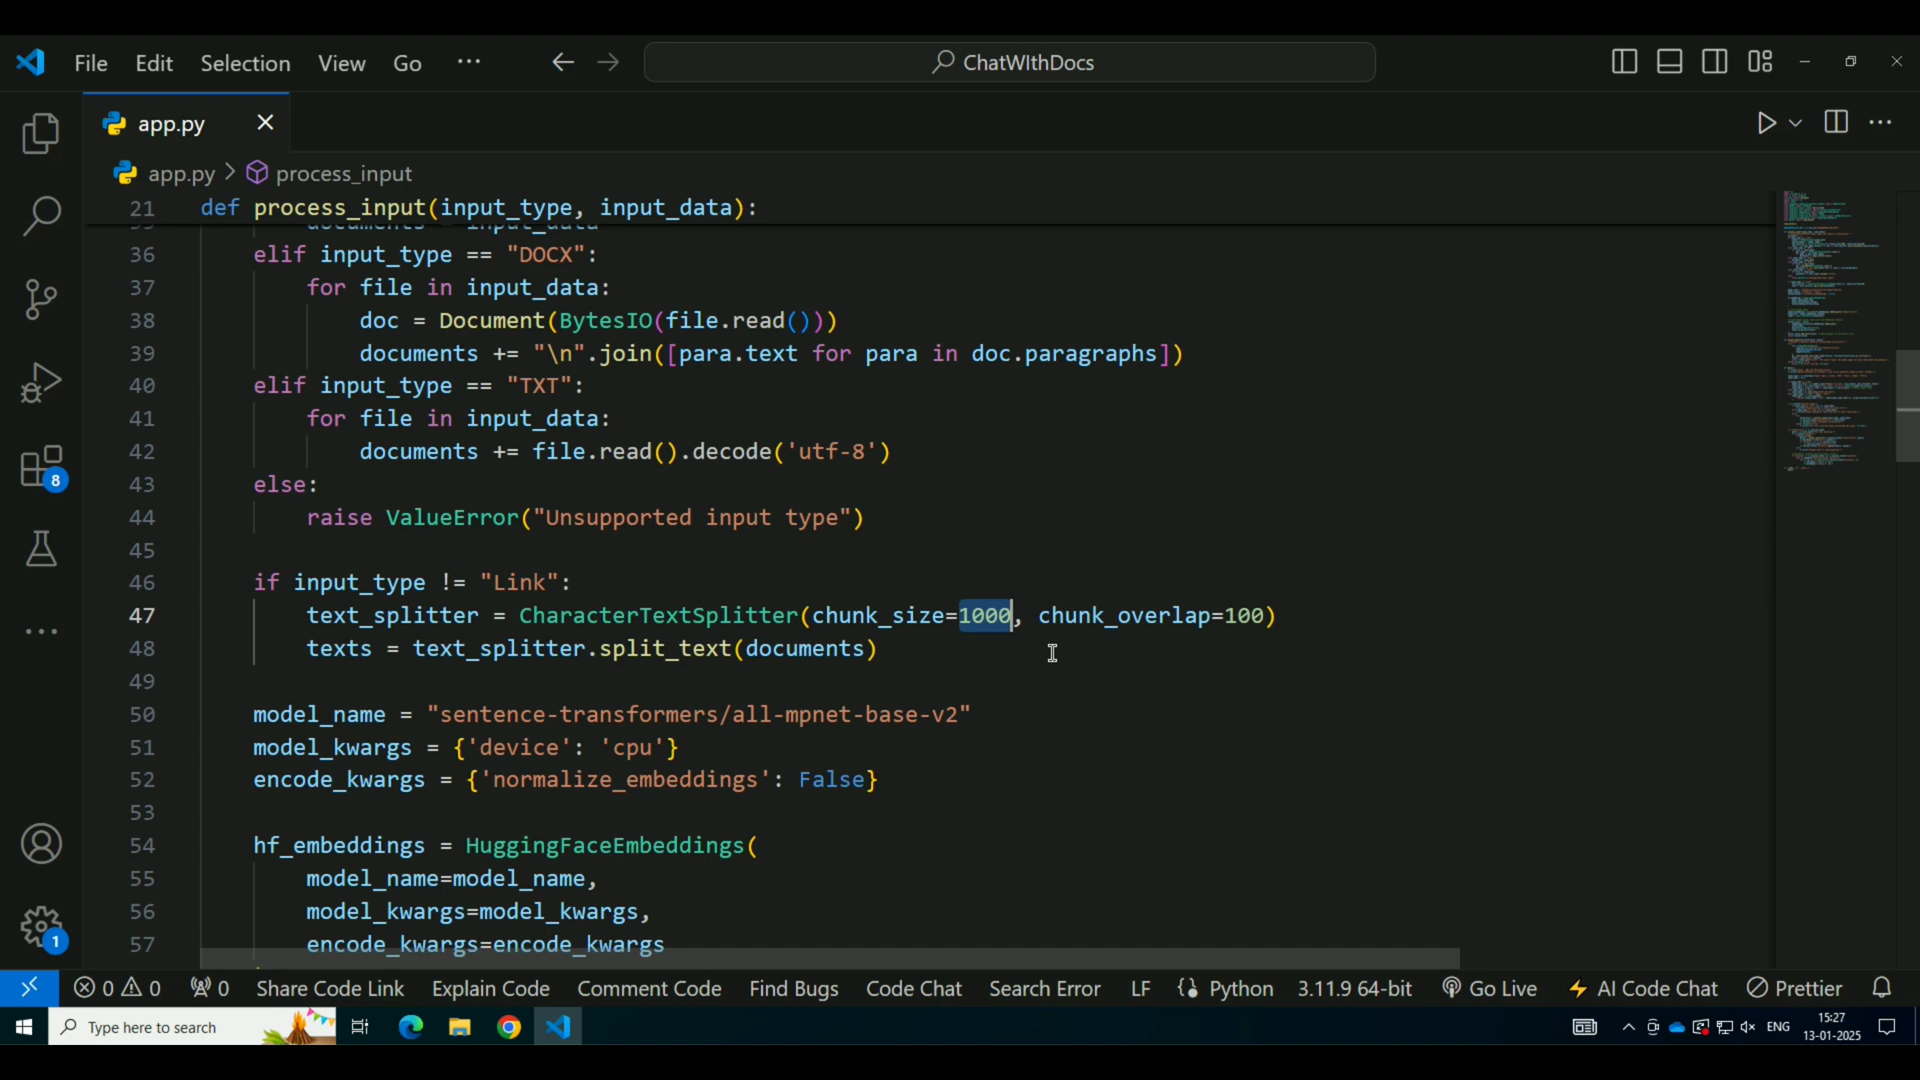 File Edit Selection View Go ··· ChatWIthDocs
app.py
app.py > process_input
21 def process_input(input_type, input_data):
36 elif input_type == "DOCX":
37 for file in input_data:
38 doc = Document(BytesIO(file.read()))
39 documents += "\n".join([para.text for para in doc.paragraphs])
40 elif input_type == "TXT":
41 for file in input_data:
42 documents += file.read().decode('utf-8')
43 else:
44 raise ValueError("Unsupported input type")
45
46 if input_type != "Link":
47 text_splitter = CharacterTextSplitter(chunk_size=1000, chunk_overlap=100)
48 texts = text_splitter.split_text(documents)
49
50 model_name = "sentence-transformers/all-mpnet-base-v2"
51 model_kwargs = {'device': 'cpu'}
52 encode_kwargs = {'normalize_embeddings': False}
53
54 hf_embeddings = HuggingFaceEmbeddings(
55 model_name=model_name,
56 model_kwargs=model_kwargs,
57 encode_kwargs=encode_kwargs
8
1
0 0 0 Share Code Link Explain Code Comment Code Find Bugs Code Chat Search Error LF Python 3.11.9 64-bit Go Live AI Code Chat Prettier
Type here to search ENG 15:27
13-01-2025